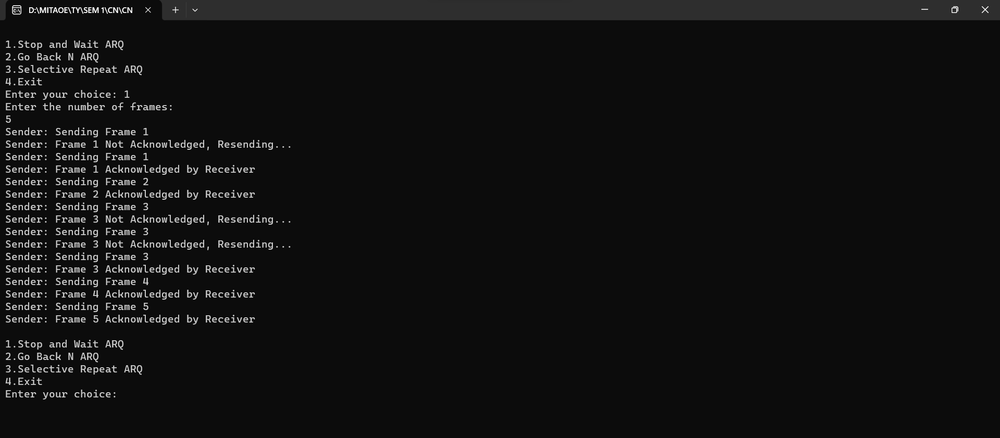 D:\MITAOE\TY\SEM 1\CN\CN
1.Stop and Wait ARQ
2.Go Back N ARQ
3.Selective Repeat ARQ
4.Exit
Enter your choice: 1
Enter the number of frames:
5
Sender: Sending Frame 1
Sender: Frame 1 Not Acknowledged, Resending...
Sender: Sending Frame 1
Sender: Frame 1 Acknowledged by Receiver
Sender: Sending Frame 2
Sender: Frame 2 Acknowledged by Receiver
Sender: Sending Frame 3
Sender: Frame 3 Not Acknowledged, Resending...
Sender: Sending Frame 3
Sender: Frame 3 Not Acknowledged, Resending...
Sender: Sending Frame 3
Sender: Frame 3 Acknowledged by Receiver
Sender: Sending Frame 4
Sender: Frame 4 Acknowledged by Receiver
Sender: Sending Frame 5
Sender: Frame 5 Acknowledged by Receiver
1.Stop and Wait ARQ
2.Go Back N ARQ
3.Selective Repeat ARQ
4.Exit
Enter your choice: